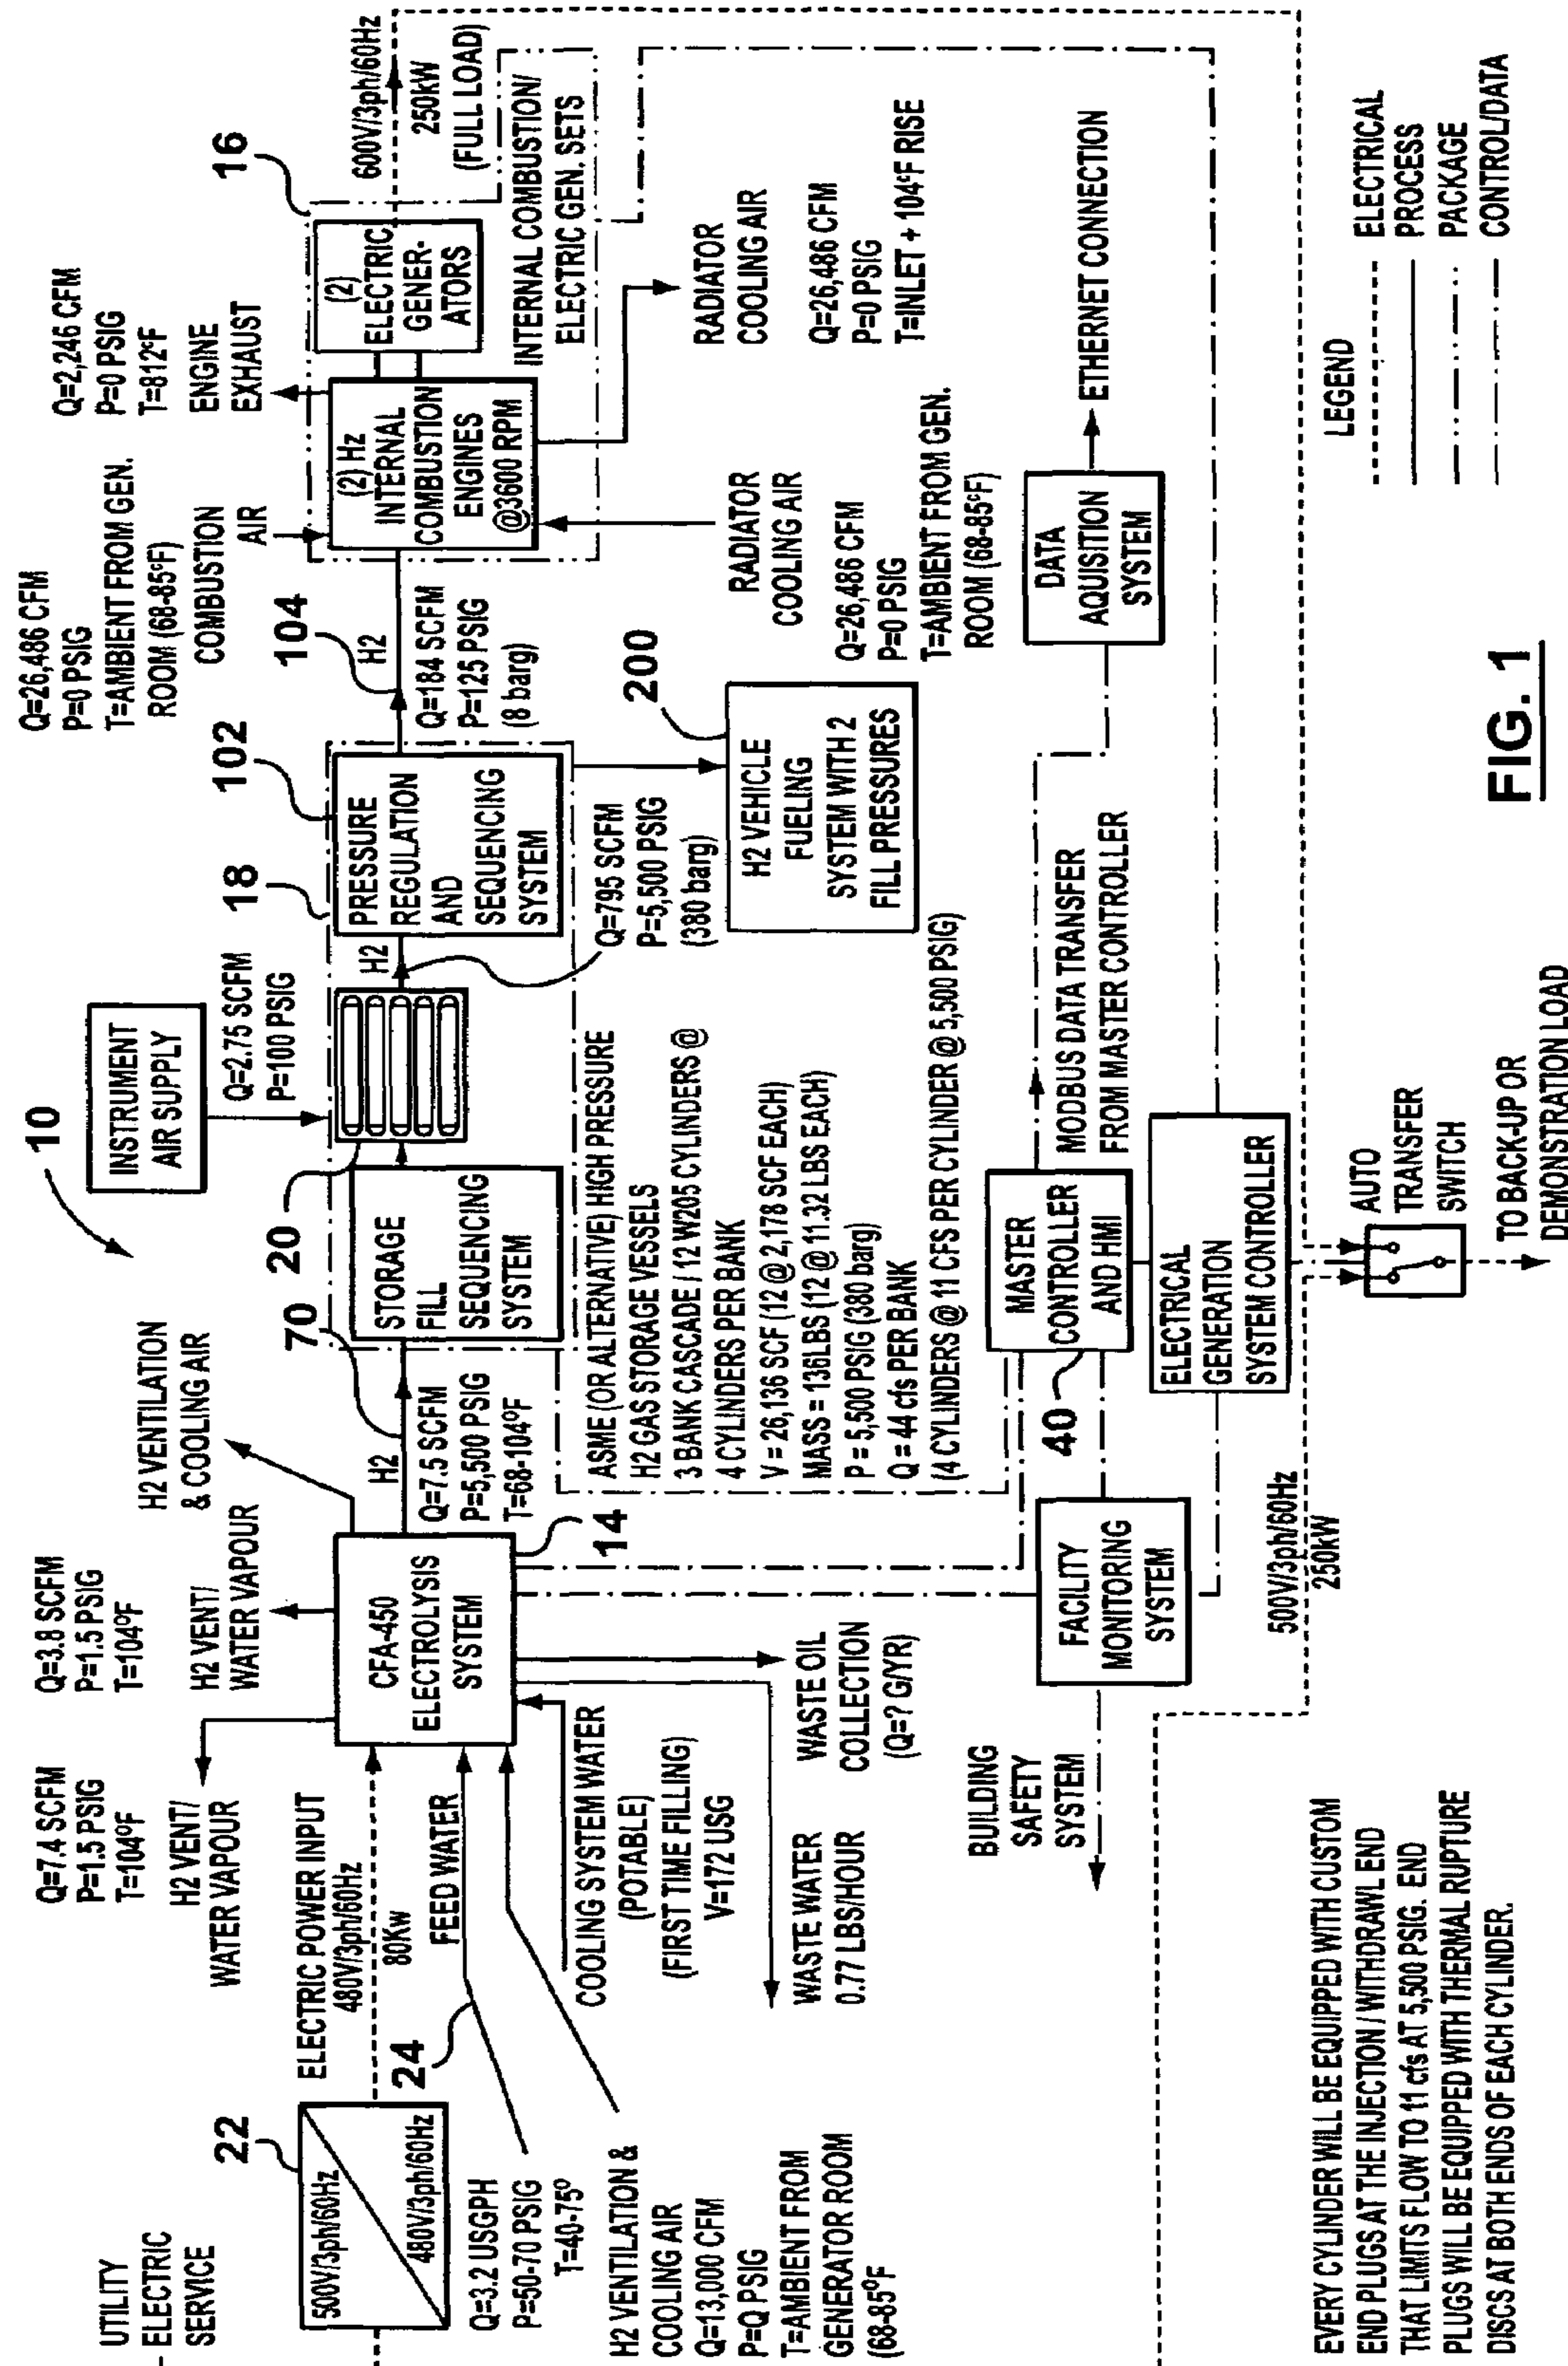 UTILITY
ELECTRIC
SERVICE
22
500V/3ph/60Hz
480V/3ph/60Hz
ELECTRIC POWER INPUT
480V/3ph/60Hz
80Kw
24
FEED WATER
Q=3.2 USGPH
P=50-70 PSIG
T=40-75º
H2 VENTILATION &
COOLING AIR
Q=13,000 CFM
P=Q PSIG
T=AMBIENT FROM
GENERATOR ROOM
(68-85ºF
COOLING SYSTEM WATER
(POTABLE)
(FIRST TIME FILLING)
V=172 USG
WASTE WATER
0.77 LBS/HOUR
WASTE OIL
COLLECTION
(Q=? G/YR)
Q=7.4 SCFM
P=1.5 PSIG
T=104ºF
H2 VENT/
WATER VAPOUR
Q=3.8 SCFM
P=1.5 PSIG
T=104ºF
H2 VENT/
WATER VAPOUR
H2 VENTILATION
& COOLING AIR
CFA-450
ELECTROLYSIS
SYSTEM
14
H2
70
Q=7.5 SCFM
P=5,500 PSIG
T=68-104ºF
10
INSTRUMENT
AIR SUPPLY
Q=2.75 SCFM
P=100 PSIG
20
STORAGE
FILL
SEQUENCING
SYSTEM
18
H2
102
PRESSURE
REGULATION
AND
SEQUENCING
SYSTEM
Q=795 SCFM
P=5,500 PSIG
(380 barg)
ASME (OR ALTERNATIVE) HIGH PRESSURE
H2 GAS STORAGE VESSELS
3 BANK CASCADE / 12 W205 CYLINDERS @
4 CYLINDERS PER BANK
V = 26,136 SCF (12 @ 2,178 SCF EACH)
MASS = 136LBS (12 @ 11.32 LBS EACH)
P = 5,500 PSIG (380 barg)
Q = 44 cfs PER BANK
(4 CYLINDERS @ 11 CFS PER CYLINDER @ 5,500 PSIG)
200
H2 VEHICLE
FUELING
SYSTEM WITH 2
FILL PRESSURES
104
H2
Q=184 SCFM
P=125 PSIG
(8 barg)
Q=26,486 CFM
P=0 PSIG
T=AMBIENT FROM GEN.
ROOM (68-85ºF)
COMBUSTION
AIR
Q=2,246 CFM
P=0 PSIG
T=812ºF
ENGINE
EXHAUST
16
(2) Hz
INTERNAL
COMBUSTION
ENGINES
@3600 RPM
(2)
ELECTRIC
GENER-
ATORS
600V/3ph/60Hz
250kW
(FULL LOAD)
INTERNAL COMBUSTION/
ELECTRIC GEN. SETS
RADIATOR
COOLING AIR
Q=26,486 CFM
P=0 PSIG
T=AMBIENT FROM GEN.
ROOM (68-85ºF)
RADIATOR
COOLING AIR
Q=26,486 CFM
P=0 PSIG
T=INLET + 104ºF RISE
DATA
AQUISITION
SYSTEM
ETHERNET CONNECTION
MODBUS DATA TRANSFER
FROM MASTER CONTROLLER
MASTER
CONTROLLER
AND HMI
40
FACILITY
MONITORING
SYSTEM
BUILDING
SAFETY
SYSTEM
ELECTRICAL
GENERATION
SYSTEM CONTROLLER
500V/3ph/60Hz
250kW
AUTO
TRANSFER
SWITCH
TO BACK-UP OR
DEMONSTRATION LOAD
LEGEND
ELECTRICAL
PROCESS
PACKAGE
CONTROL/DATA
EVERY CYLINDER WILL BE EQUIPPED WITH CUSTOM
END PLUGS AT THE INJECTION / WITHDRAWL END
THAT LIMITS FLOW TO 11 cfs AT 5,500 PSIG. END
PLUGS WILL BE EQUIPPED WITH THERMAL RUPTURE
DISCS AT BOTH ENDS OF EACH CYLINDER.
FIG. 1